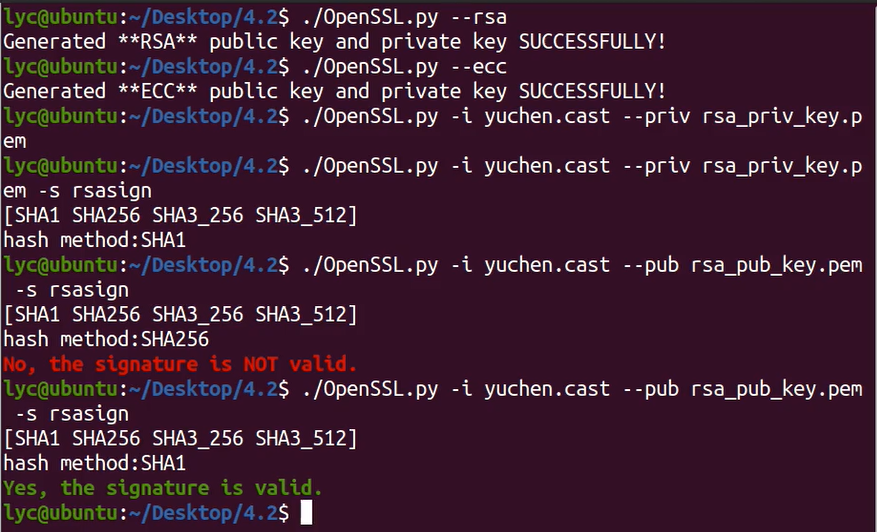 lyc@ubuntu:~/Desktop/4.2$ ./OpenSSL.py --rsa
Generated **RSA** public key and private key SUCCESSFULLY!
lyc@ubuntu:~/Desktop/4.2$ ./OpenSSL.py --ecc
Generated **ECC** public key and private key SUCCESSFULLY!
lyc@ubuntu:~/Desktop/4.2$ ./OpenSSL.py -i yuchen.cast --priv rsa_priv_key.p
em
lyc@ubuntu:~/Desktop/4.2$ ./OpenSSL.py -i yuchen.cast --priv rsa_priv_key.p
em -s rsasign
[SHA1 SHA256 SHA3_256 SHA3_512]
hash method:SHA1
lyc@ubuntu:~/Desktop/4.2$ ./OpenSSL.py -i yuchen.cast --pub rsa_pub_key.pem
 -s rsasign
[SHA1 SHA256 SHA3_256 SHA3_512]
hash method:SHA256
No, the signature is NOT valid.
lyc@ubuntu:~/Desktop/4.2$ ./OpenSSL.py -i yuchen.cast --pub rsa_pub_key.pem
 -s rsasign
[SHA1 SHA256 SHA3_256 SHA3_512]
hash method:SHA1
Yes, the signature is valid.
lyc@ubuntu:~/Desktop/4.2$